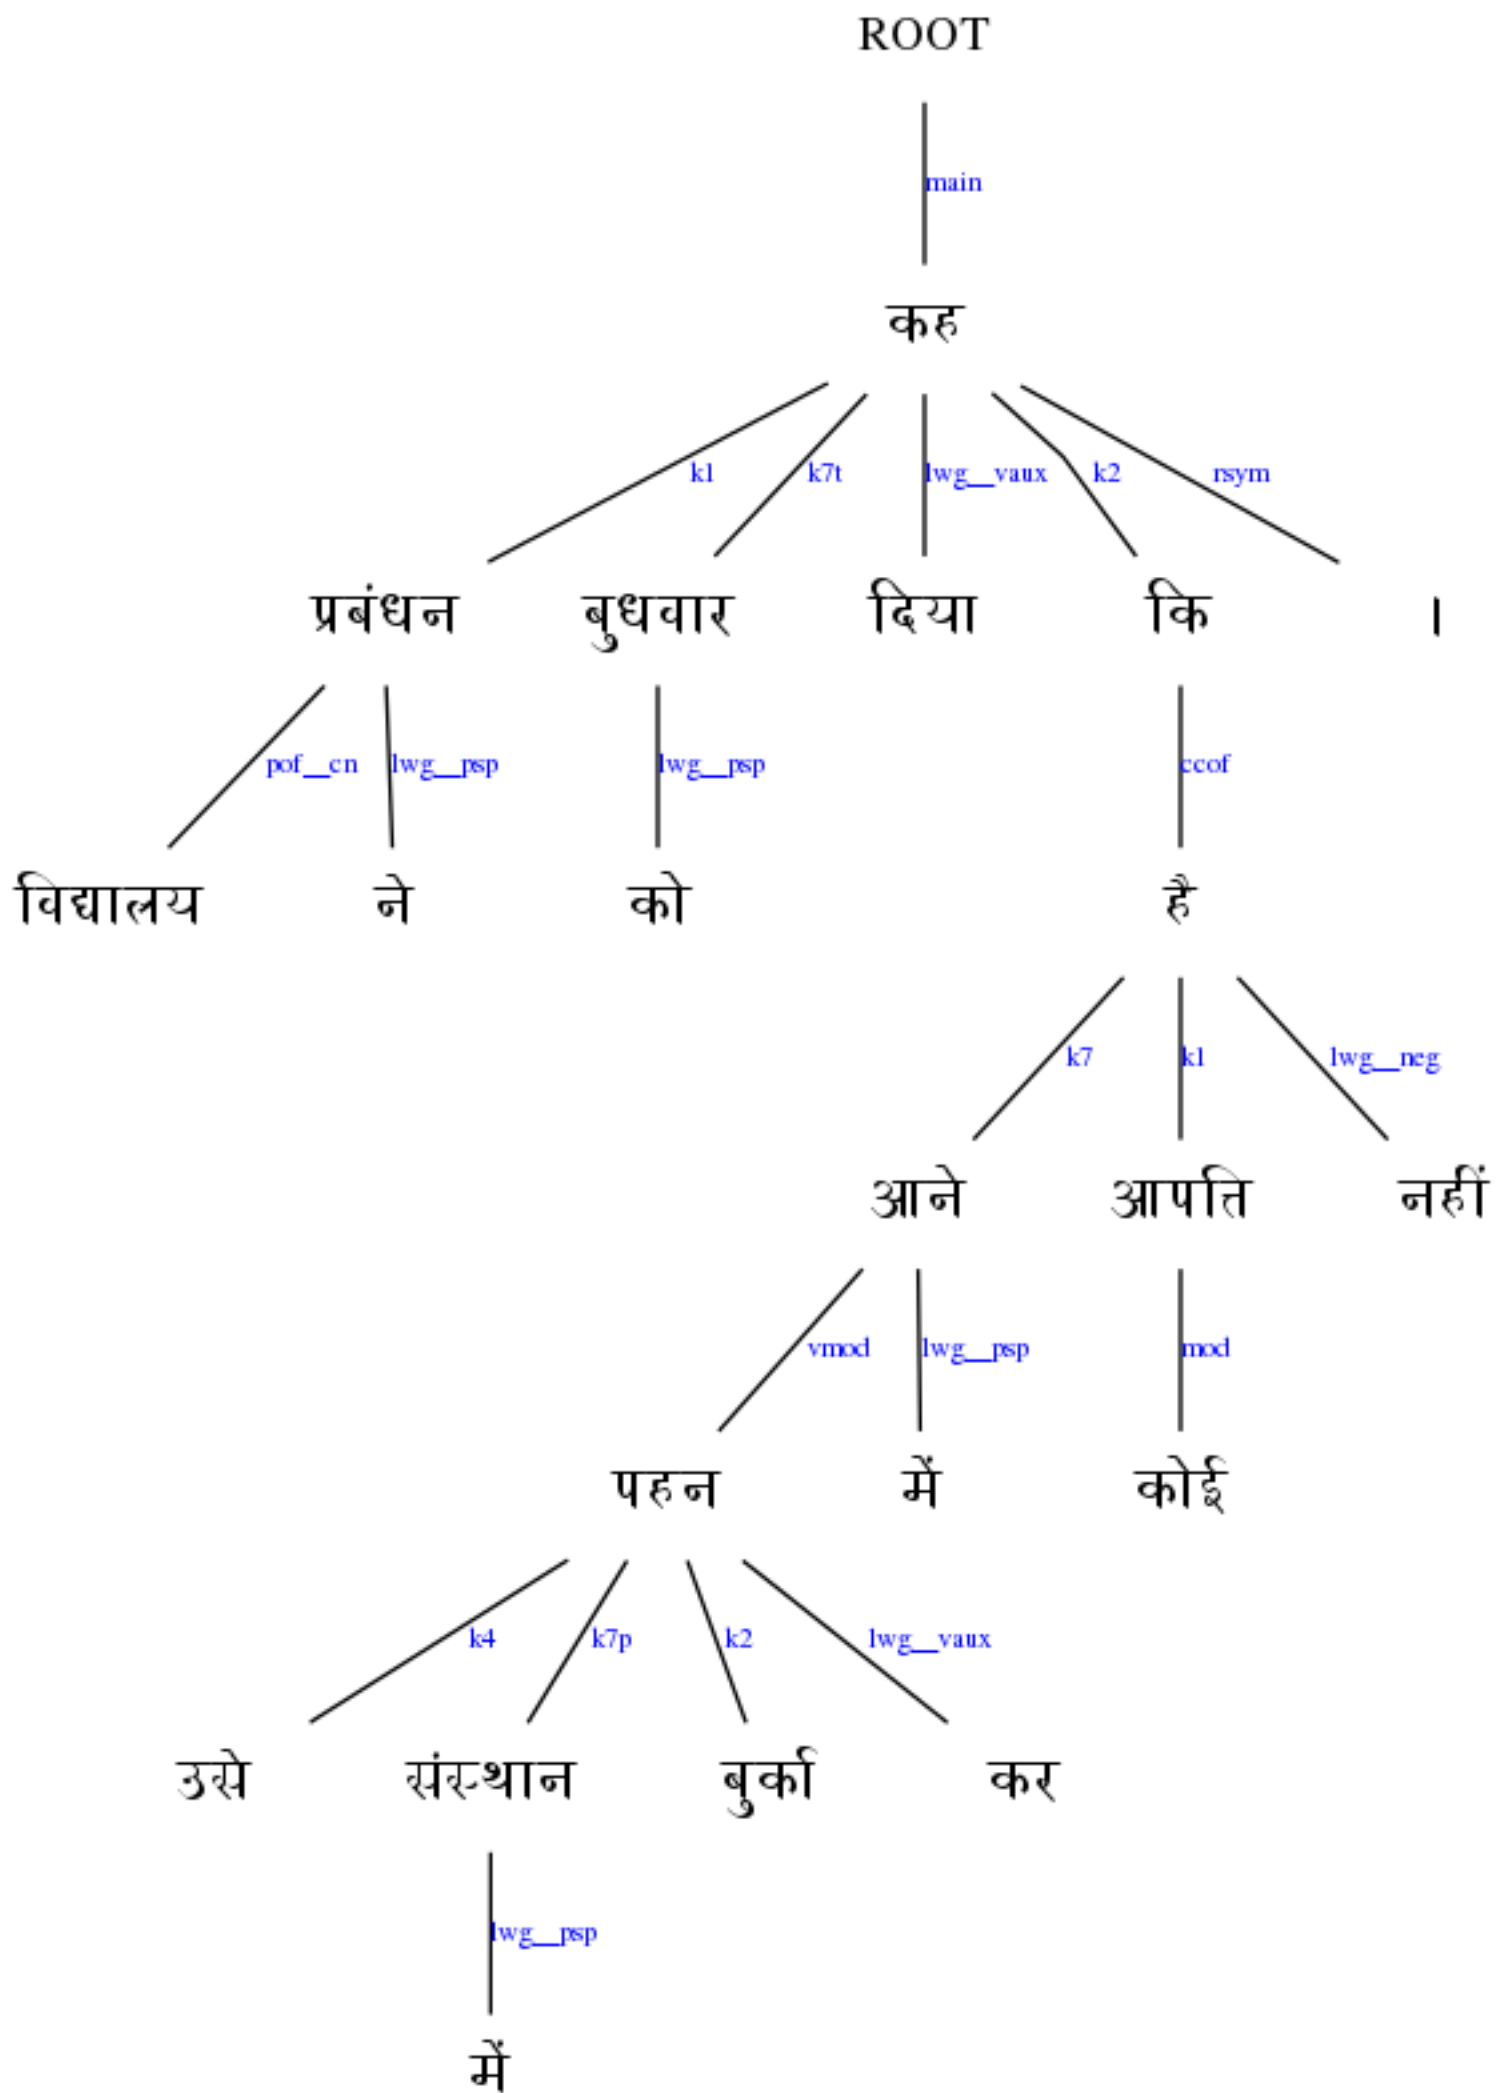 ROOT
main
कह
k1 k7t lwg__vaux k2 rsym
प्रबंधन बुधवार दिया कि ।
pof__cn lwg__psp lwg__psp ccof
विद्यालय ने को है
k7 k1 lwg__neg
आने आपत्ति नहीं
vmod lwg__psp mod
पहन में कोई
k4 k7p k2 lwg__vaux
उसे संस्थान बुर्का कर
lwg__psp
में